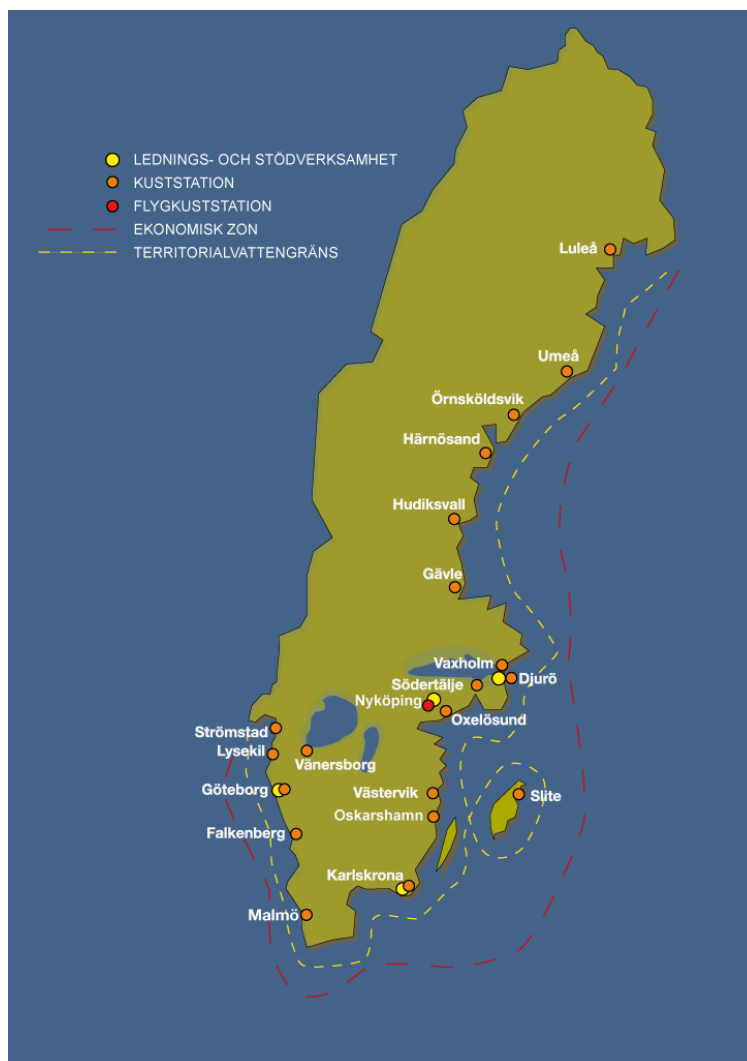 LEDNINGS- OCH STÖDVERKSAMHET
KUSTSTATION
FLYGKUSTSTATION
EKONOMISK ZON
TERRITORIALVATTENGRÄNS
Luleå
Umeå
Örnsköldsvik
Härnösand
Hudiksvall
Gävle
Vaxholm
Djurö
Södertälje
Nyköping
Oxelösund
Strömstad
Lysekil
Vänersborg
Göteborg
Västervik
Slite
Oskarshamn
Falkenberg
Karlskrona
Malmö